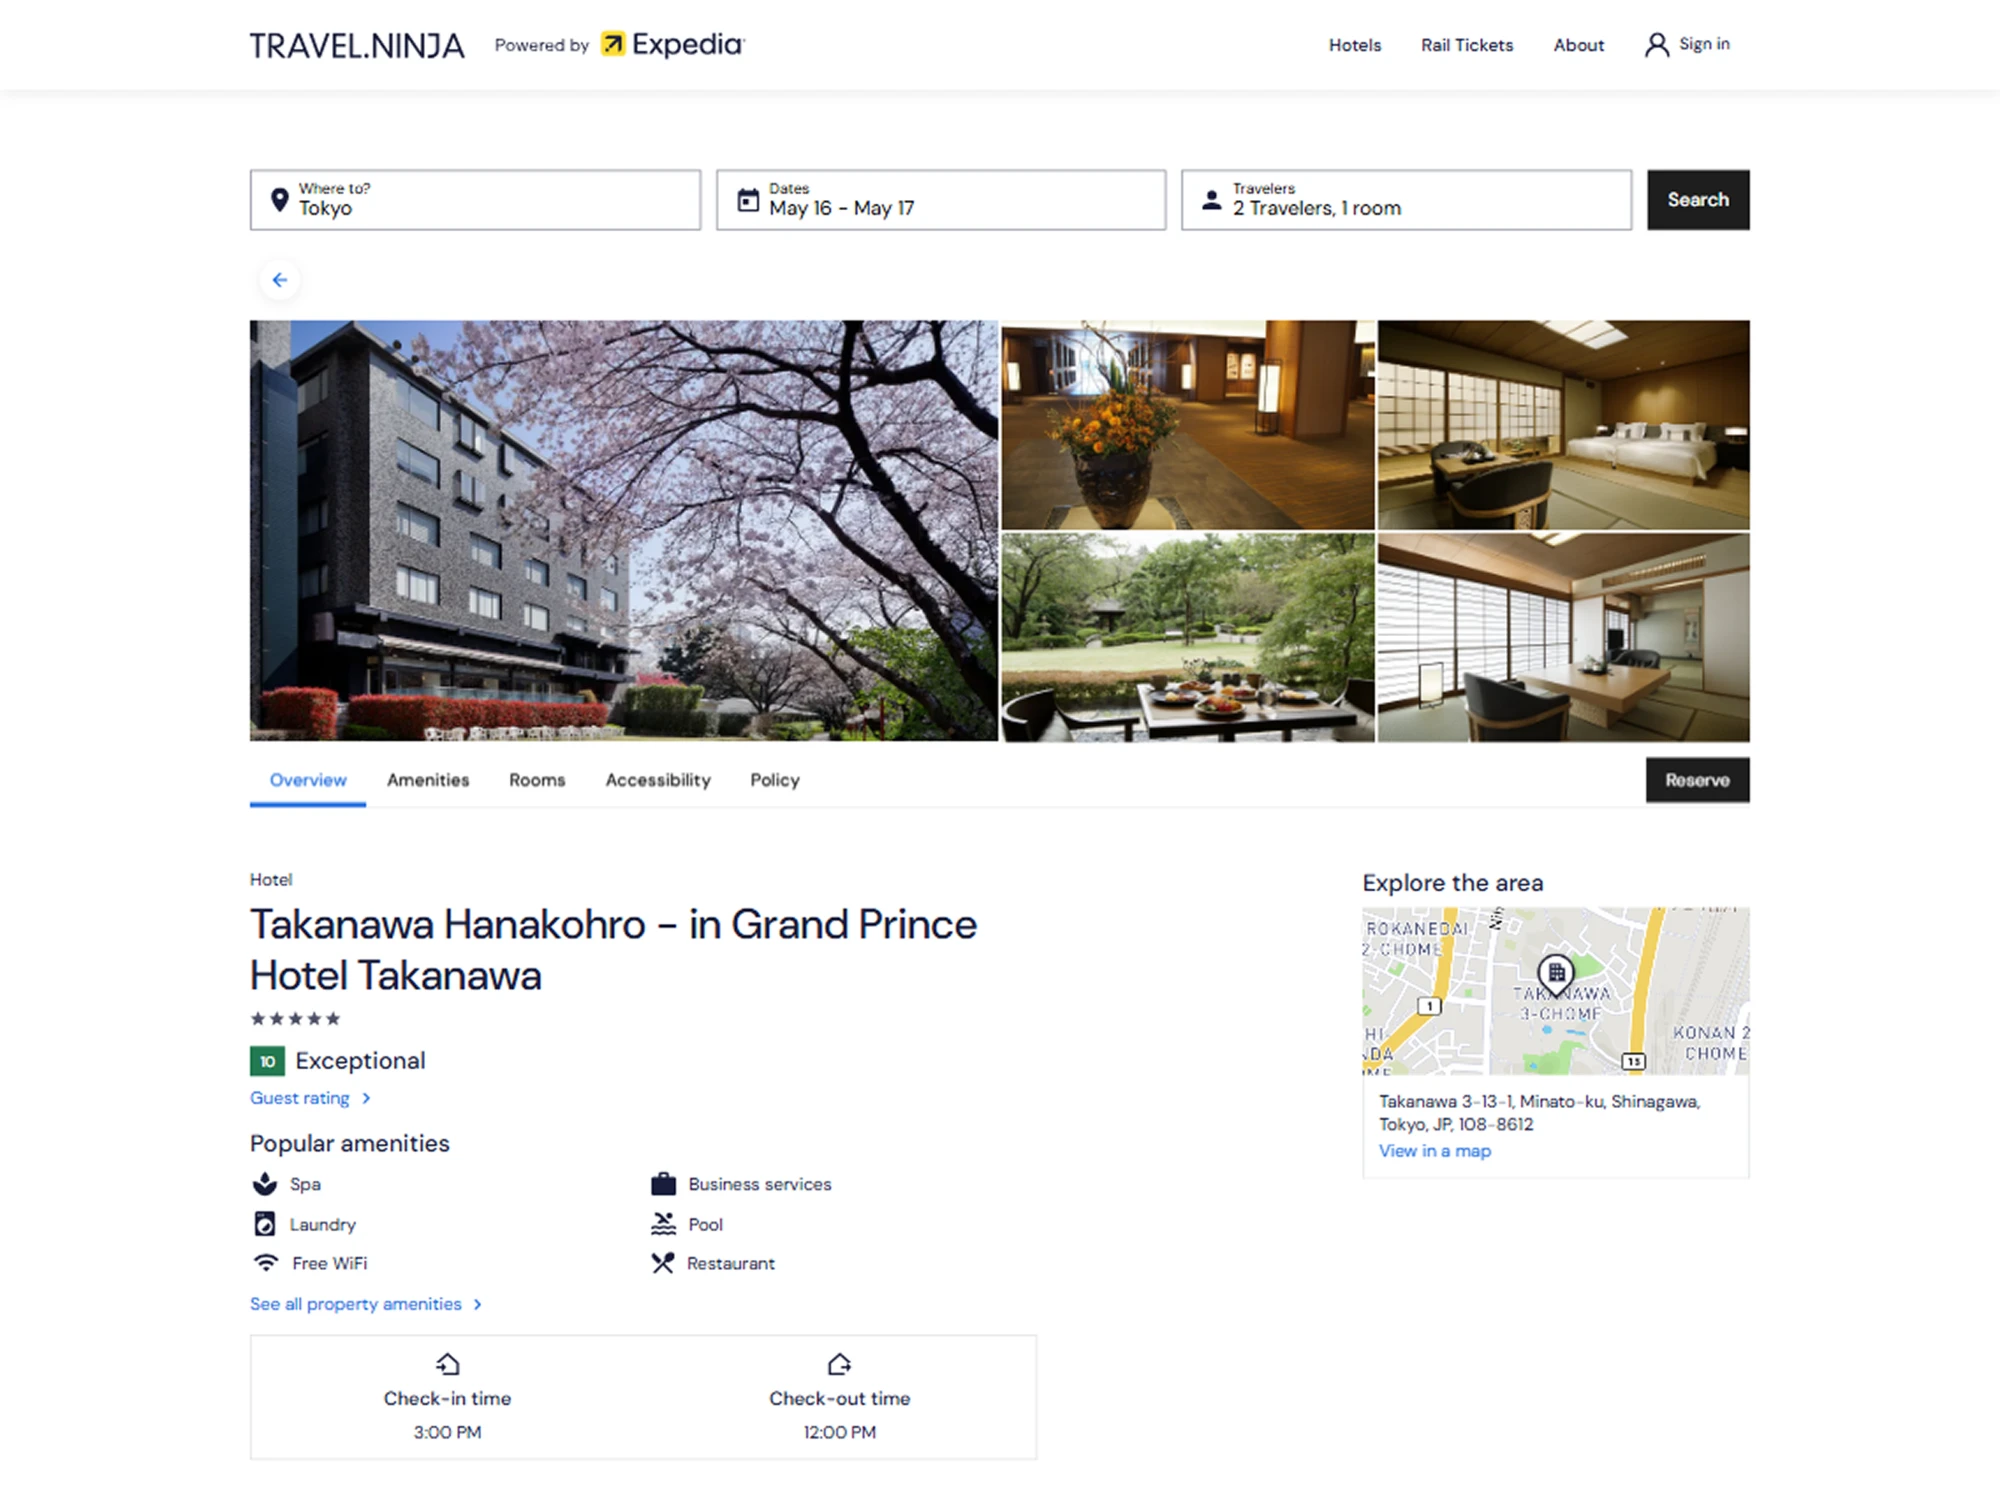 TRAVEL.NINJA Powered by Expedia
Hotels Rail Tickets About Sign in
Where to?
Tokyo
Dates
May 16 - May 17
Travelers
2 Travelers, 1 room
Search
Overview Amenities Rooms Accessibility Policy
Reserve
Hotel
Takanawa Hanakohro - in Grand Prince
Hotel Takanawa
10 Exceptional
Guest rating
Popular amenities
Spa
Business services
Laundry
Pool
Free WiFi
Restaurant
See all property amenities
Check-in time
3:00 PM
Check-out time
12:00 PM
Explore the area
ROKANEDAI
2-CHOME
TAKANAWA
3-CHOME
1
15
KONAN 2
CHOME
Takanawa 3-13-1, Minato-ku, Shinagawa,
Tokyo, JP, 108-8612
View in a map